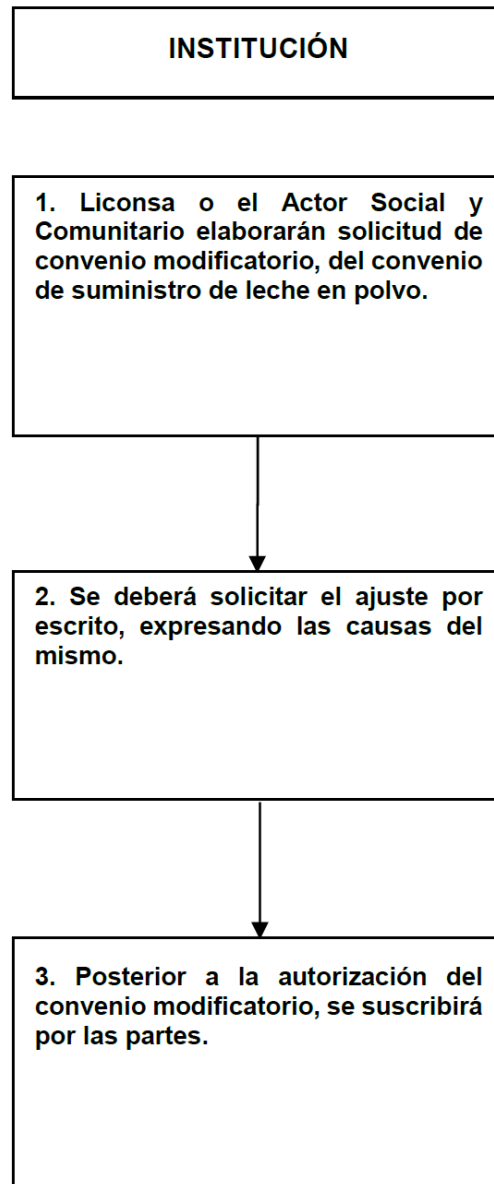 INSTITUCIÓN
1. Liconsa o el Actor Social y
Comunitario elaborarán solicitud de
convenio modificatorio, del convenio
de suministro de leche en polvo.
2. Se deberá solicitar el ajuste por
escrito, expresando las causas del
mismo.
3. Posterior a la autorización del
convenio modificatorio, se suscribirá
por las partes.